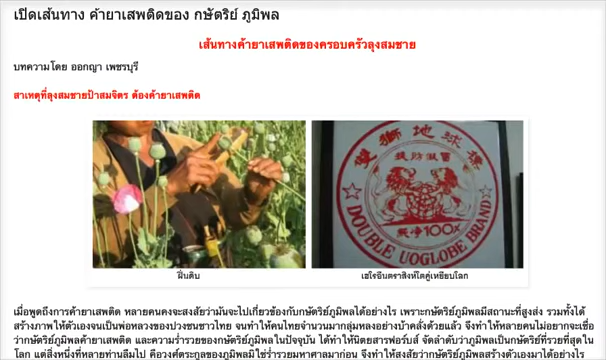 เปิดเส้นทาง ค้ายาเสพติดของ กษัตริย์ ภูมิพล
เส้นทางค้ายาเสพติดของครอบครัวลุงสมชาย
บทความโดย ออกญา เพชรบุรี
สาเหตุที่ลุงสมชายป้าสมจิตร ต้องค้ายาเสพติด
雙獅地球標
提防濕冒
淨100%
DOUBLE UOGLOBE BRAND
ฝิ่นดิบ
เฮโรอีนตราสิงห์โตคู่เหยียบโลก
เมื่อพูดถึงการค้ายาเสพติด หลายคนคงจะสงสัยว่ามันจะไปเกี่ยวข้องกับกษัตริย์ภูมิพลได้อย่างไร เพราะกษัตริย์ภูมิพลมีสถานะที่สูงส่ง รวมทั้งได้
สร้างภาพให้ตัวเองจนเป็นพ่อหลวงของปวงชนชาวไทย จนทำให้คนไทยจำนวนมากลุ่มหลงอย่างบ้าคลั่งด้วยแล้ว จึงทำให้หลายคนไม่อยากจะเชื่อ
ว่ากษัตริย์ภูมิพลค้ายาเสพติด และความร่ำรวยของกษัตริย์ภูมิพลในปัจจุบัน ได้ทำให้นิตยสารฟอร์บส์ จัดลำดับว่าภูมิพลเป็นกษัตริย์ที่รวยที่สุดใน
โลก แต่สิ่งหนึ่งที่หลายท่านลืมไป คือวงศ์ตระกูลของภูมิพลมิใช่ร่ำรวยมหาศาลมาก่อน จึงทำให้สงสัยว่ากษัตริย์ภูมิพลสร้างตัวเองมาได้อย่างไร